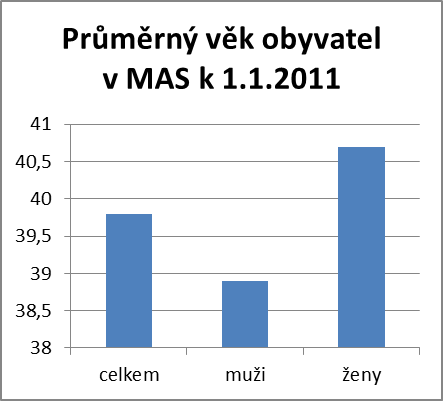 Průměrný věk obyvatel
v MAS k 1.1.2011
41
40,5
40
39,5
39
38,5
38
celkem muži ženy